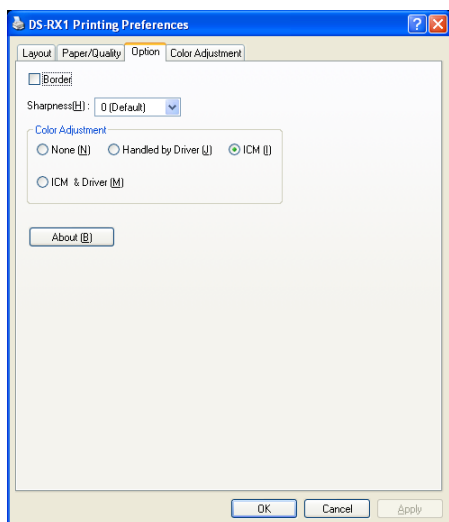 DS-RX1 Printing Preferences
Layout Paper/Quality Option Color Adjustment
Border
Sharpness(H) : 0 (Default)
Color Adjustment
None (N) Handled by Driver (J) ICM (I)
ICM & Driver (M)
About (B)
OK Cancel Apply